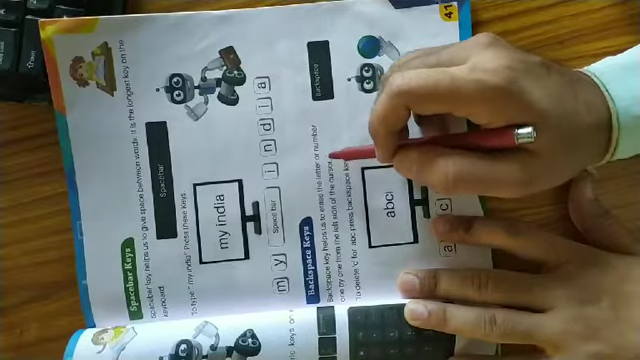 Spacebar Keys
Spacebar key helps us to give space between words. It is the longest key on the
keyboard.
Spacebar
To type "my india" Press these Keys
my india
m y space bar i n d i a
Backspace Keys
Backspace key helps us to erase the letter or number
one by one from the left side of the cursor.
Backspace
To delete 'c' for abc press backspace key
abc
a c
41